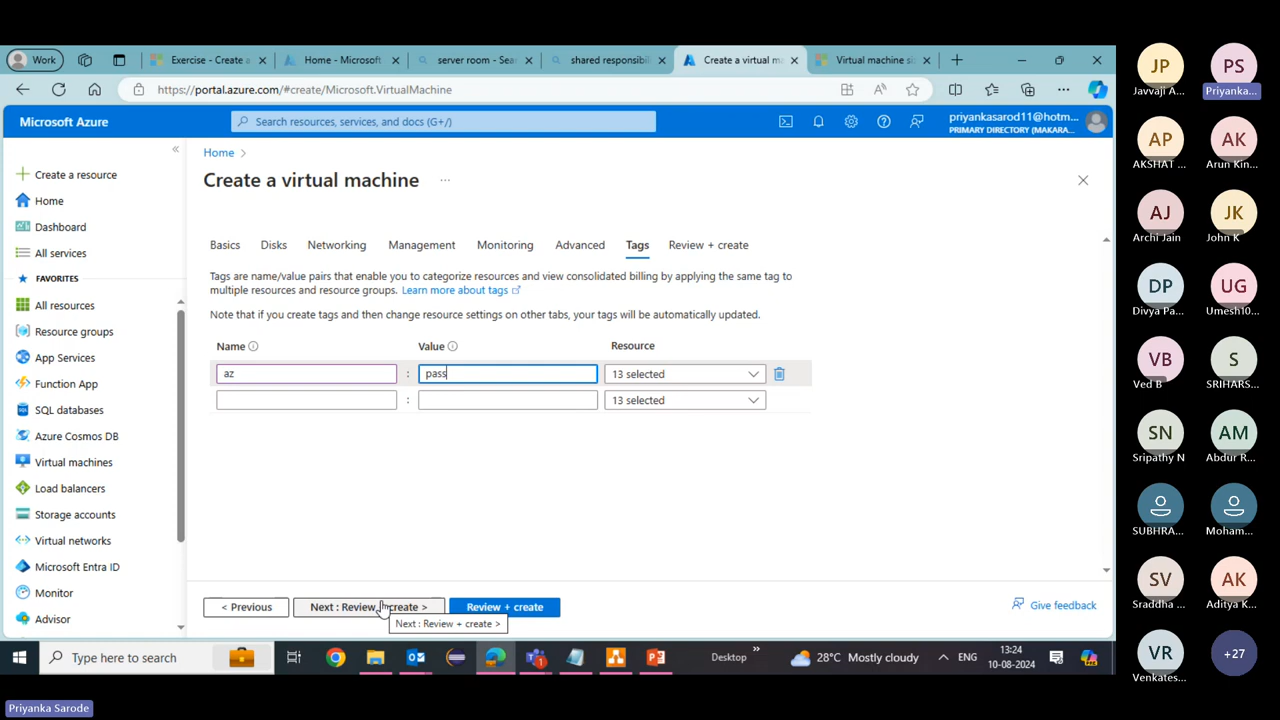 Work
Exercise - Create a
Home - Microsoft
server room - Sea
shared responsibil
Create a virtual m
Virtual machine si
https://portal.azure.com/#create/Microsoft.VirtualMachine
Microsoft Azure
Search resources, services, and docs (G+/)
priyankasarod11@hotm...
PRIMARY DIRECTORY (MAKARA...
Create a resource
Home
Dashboard
All services
FAVORITES
All resources
Resource groups
App Services
Function App
SQL databases
Azure Cosmos DB
Virtual machines
Load balancers
Storage accounts
Virtual networks
Microsoft Entra ID
Monitor
Advisor
Home >
Create a virtual machine
...
Basics Disks Networking Management Monitoring Advanced Tags Review + create
Tags are name/value pairs that enable you to categorize resources and view consolidated billing by applying the same tag to
multiple resources and resource groups. Learn more about tags
Note that if you create tags and then change resource settings on other tabs, your tags will be automatically updated.
Name Value Resource
az : pass 13 selected
: 13 selected
< Previous
Next : Review + create >
Review + create
Next : Review + create >
Give feedback
Type here to search
Desktop
28°C Mostly cloudy
ENG
13:24
10-08-2024
JP
Javvaji A...
PS
Priyanka...
AP
AKSHAT ...
AK
Arun Kin...
AJ
Archi Jain
JK
John K
DP
Divya Pa...
UG
Umesh10...
VB
Ved B
S
SRIHARS...
SN
Sripathy N
AM
Abdur R...
SUBHRA...
Moham...
SV
Sraddha ...
AK
Aditya K...
VR
Venkates...
+27
Priyanka Sarode